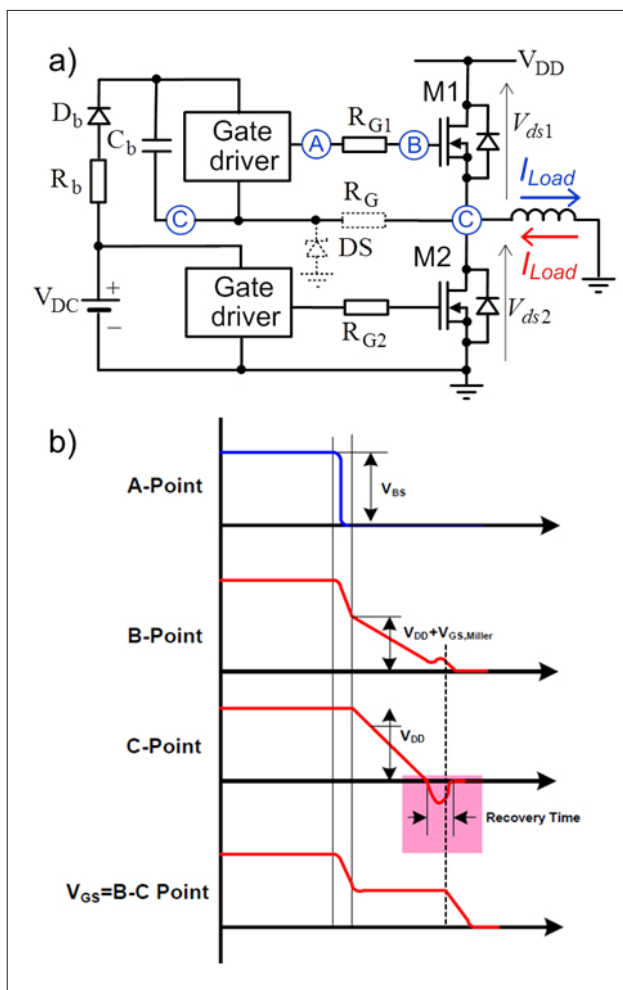 a)
V_DD
M1
D_b
C_b
Gate driver
A
R_G1
B
V_ds1
I_Load
R_b
C
R_G
C
DS
I_Load
M2
V_DC
+
−
Gate driver
R_G2
V_ds2
b)
A-Point
V_BS
B-Point
V_DD+V_GS,Miller
C-Point
V_DD
Recovery Time
V_GS=B-C Point